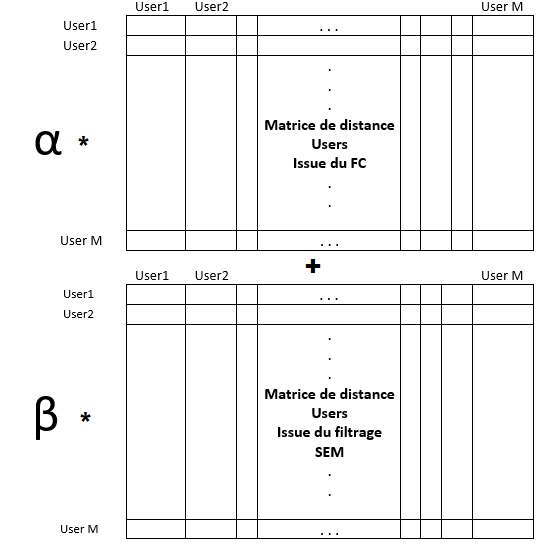 User1 User2 User M
User1 . . .
User2
.
.
.
Matrice de distance
Users
α * Issue du FC
.
.
User M . . .
+
User1 User2 User M
User1 . . .
User2
.
.
.
Matrice de distance
β * Users
Issue du filtrage
SEM
.
.
User M . . .